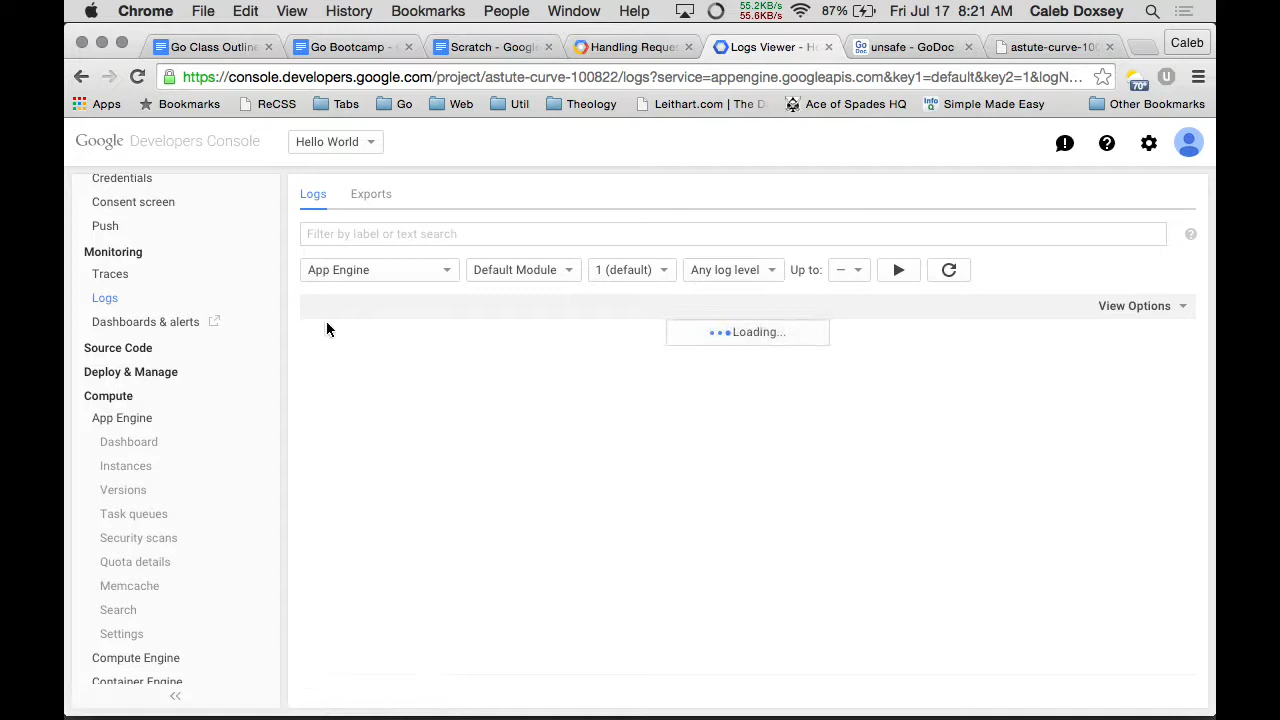 Chrome File Edit View History Bookmarks People Window Help 55.2KB/s 55.6KB/s 87% Fri Jul 17 8:21 AM Caleb Doxsey
Go Class Outline Go Bootcamp - Scratch - Google Handling Reque Logs Viewer - He unsafe - GoDoc astute-curve-100 Caleb
https://console.developers.google.com/project/astute-curve-100822/logs?service=appengine.googleapis.com&key1=default&key2=1&logN... 70°
Apps Bookmarks ReCSS Tabs Go Web Util Theology Leithart.com | The D Ace of Spades HQ Simple Made Easy Other Bookmarks
Google Developers Console Hello World
Credentials
Consent screen
Push
Monitoring
Traces
Logs
Dashboards & alerts
Source Code
Deploy & Manage
Compute
App Engine
Dashboard
Instances
Versions
Task queues
Security scans
Quota details
Memcache
Search
Settings
Compute Engine
Container Engine
Logs Exports
Filter by label or text search
App Engine Default Module 1 (default) Any log level Up to: —
View Options
Loading...